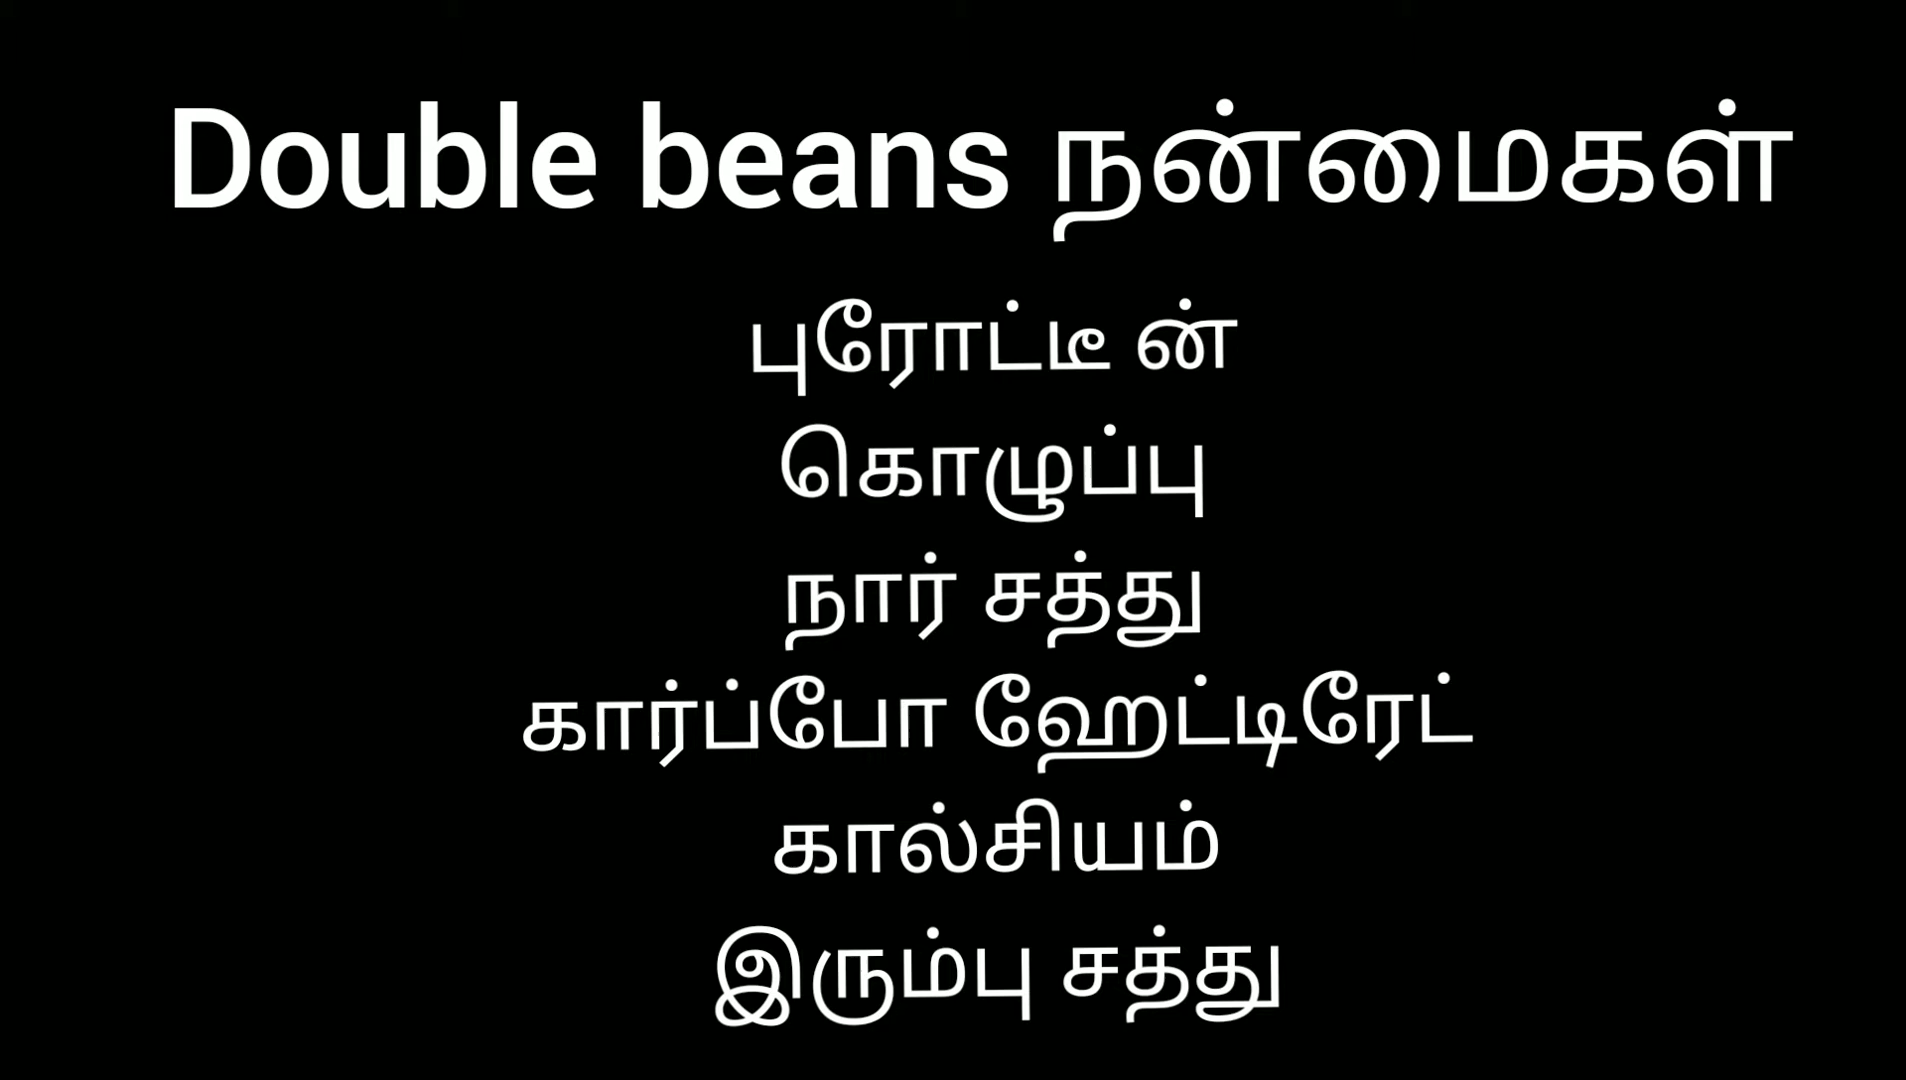 Double beans நன்மைகள்
புரோட்டீ ன்
கொழுப்பு
நார் சத்து
கார்ப்போ ஹேட்டிரேட்
கால்சியம்
இரும்பு சத்து